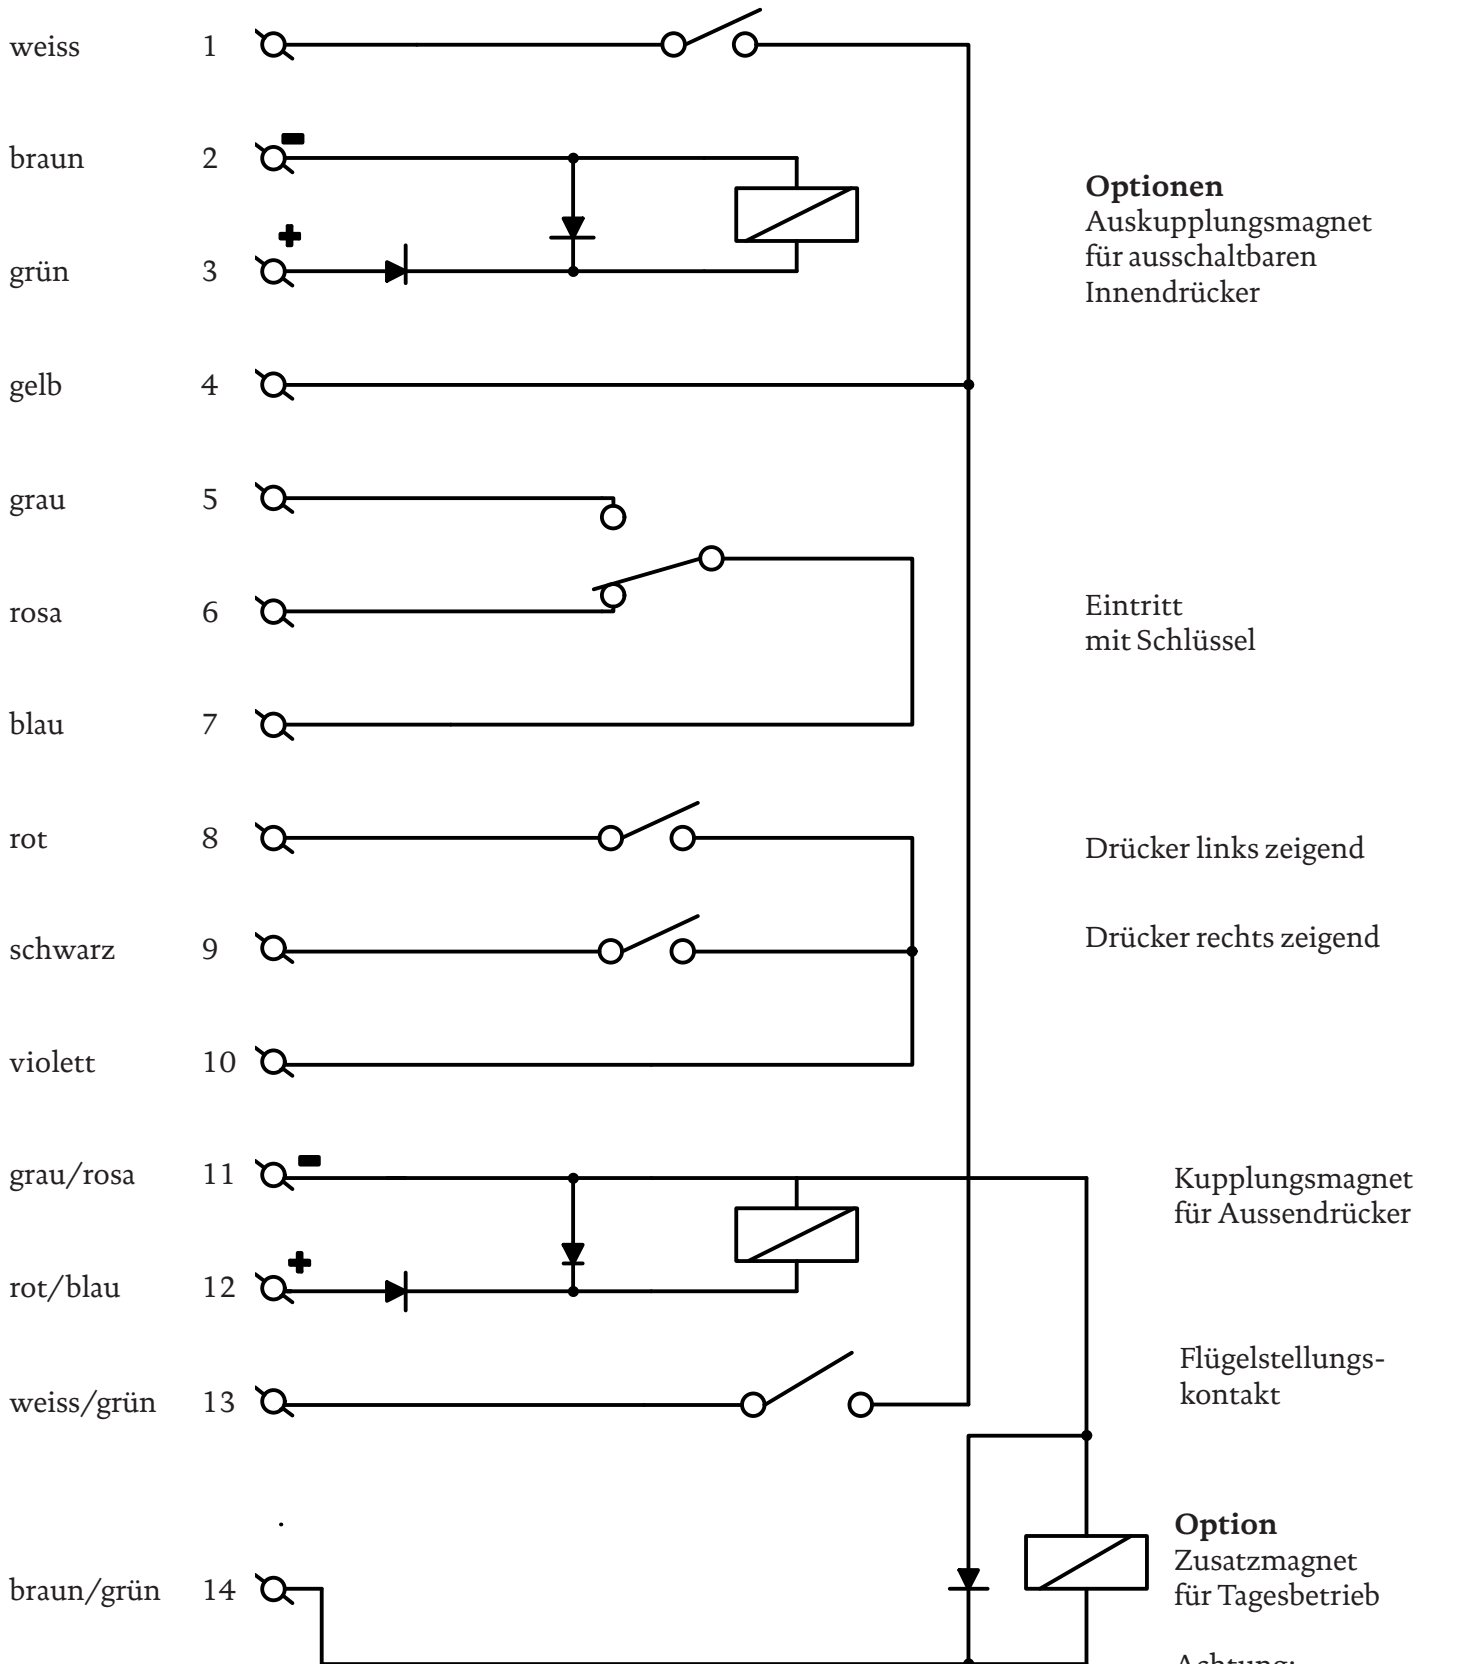 weiss 1
braun 2
Optionen
Auskupplungsmagnet
für ausschaltbaren
Innendrücker
grün 3
gelb 4
grau 5
rosa 6
Eintritt
mit Schlüssel
blau 7
rot 8
Drücker links zeigend
schwarz 9
Drücker rechts zeigend
violett 10
grau/rosa 11
Kupplungsmagnet
für Aussendrücker
rot/blau 12
Flügelstellungs-
kontakt
weiss/grün 13
Option
Zusatzmagnet
für Tagesbetrieb
braun/grün 14
Achtung: